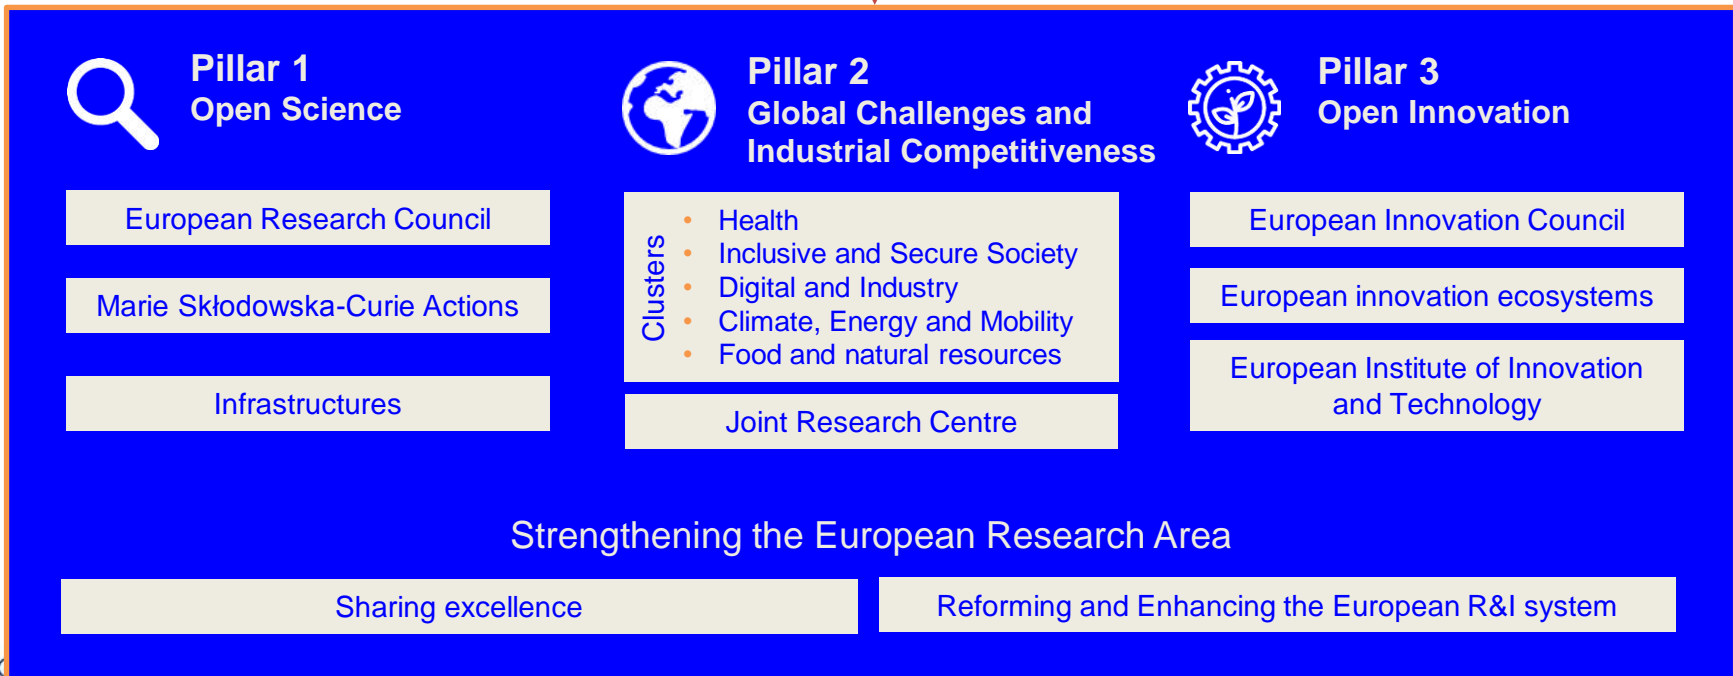 Pillar 1
Open Science
European Research Council
Marie Skłodowska-Curie Actions
Infrastructures
Pillar 2
Global Challenges and
Industrial Competitiveness
Clusters
• Health
• Inclusive and Secure Society
• Digital and Industry
• Climate, Energy and Mobility
• Food and natural resources
Joint Research Centre
Pillar 3
Open Innovation
European Innovation Council
European innovation ecosystems
European Institute of Innovation
and Technology
Strengthening the European Research Area
Sharing excellence
Reforming and Enhancing the European R&I system